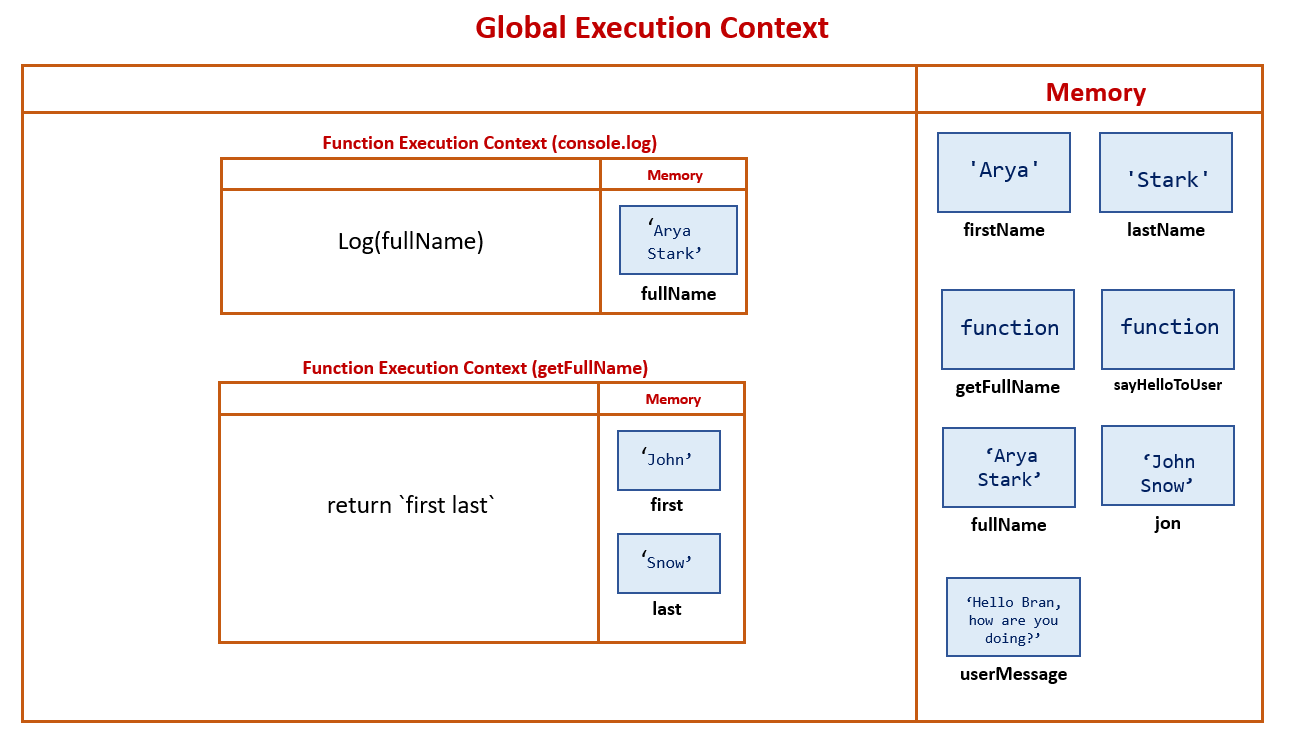 Global Execution Context
Memory
Function Execution Context (console.log)
Memory
Log(fullName)
‘Arya
Stark’
fullName
Function Execution Context (getFullName)
Memory
return `first last`
‘John’
first
‘Snow’
last
'Arya'
firstName
'Stark'
lastName
function
getFullName
function
sayHelloToUser
‘Arya
Stark’
fullName
‘John
Snow’
jon
‘Hello Bran,
how are you
doing?’
userMessage